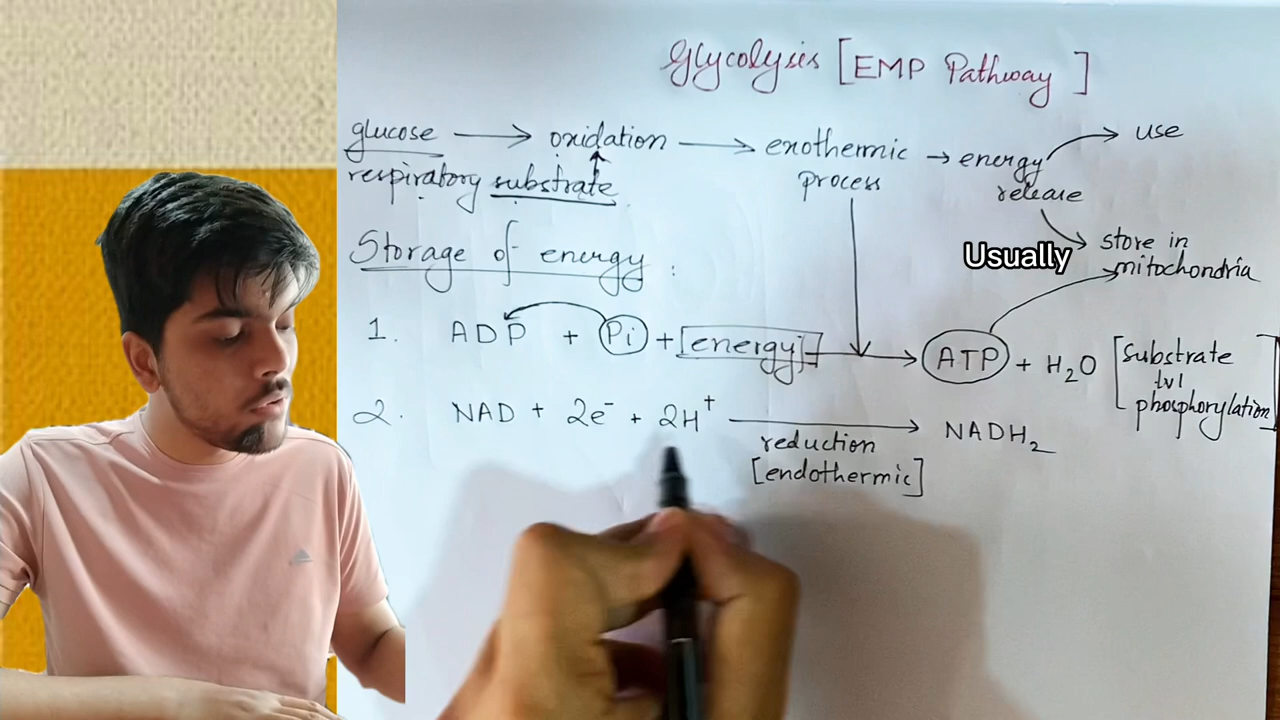 Glycolysis [EMP Pathway]
glucose → oxidation → exothermic → energy → use
respiratory substrate process release
Usually
store in
mitochondria
Storage of energy :
1. ADP + Pi + [energy] → ATP + H₂O [Substrate
lvl
phosphorylation]
2. NAD + 2e⁻ + 2H⁺ → NADH₂
reduction
[endothermic]